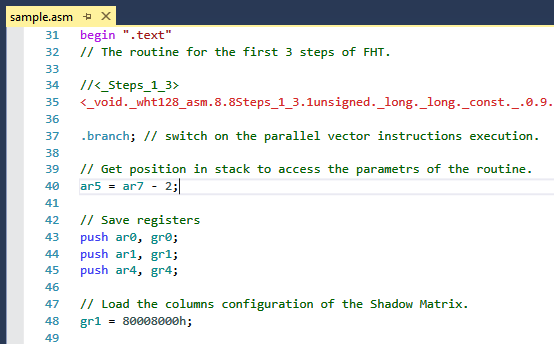 sample.asm
31 begin ".text"
32 // The routine for the first 3 steps of FHT.
33
34 //<_Steps_1_3>
35 <_void._wht128_asm.8.8Steps_1_3.1unsigned._long._long._const._.0.9.
36
37 .branch; // switch on the parallel vector instructions execution.
38
39 // Get position in stack to access the parametrs of the routine.
40 ar5 = ar7 - 2;
41
42 // Save registers
43 push ar0, gr0;
44 push ar1, gr1;
45 push ar4, gr4;
46
47 // Load the columns configuration of the Shadow Matrix.
48 gr1 = 80008000h;
49